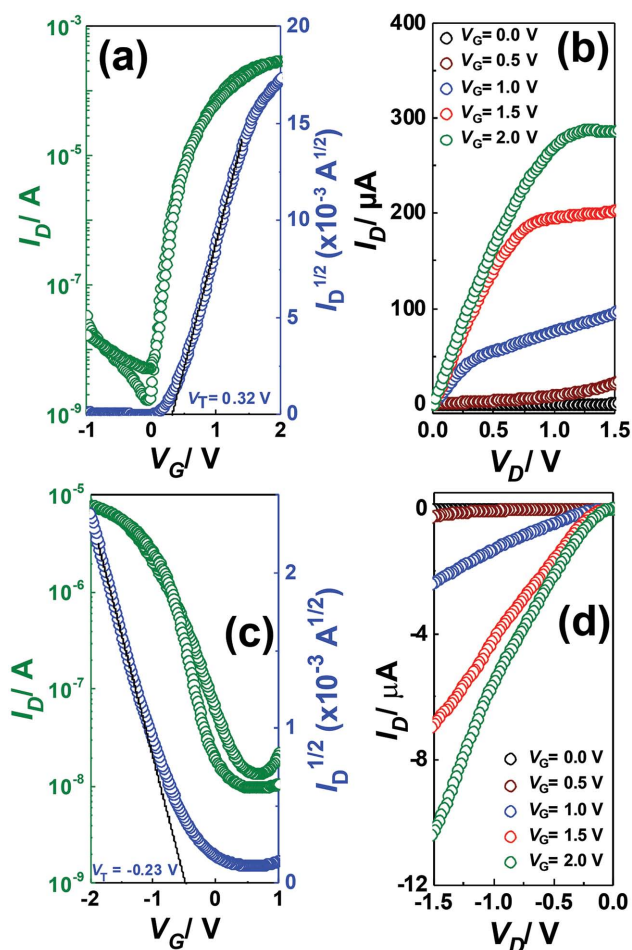 (a)
10⁻³
10⁻⁵
10⁻⁷
10⁻⁹
I_D/ A
20
15
10
5
0
I_D^1/2 (x10⁻³ A^1/2)
V_T= 0.32 V
-1 0 1 2
V_G/ V
(b)
V_G= 0.0 V
V_G= 0.5 V
V_G= 1.0 V
V_G= 1.5 V
V_G= 2.0 V
400
300
200
100
0
I_D/ µA
0.0 0.5 1.0 1.5
V_D/ V
(c)
10⁻⁵
10⁻⁶
10⁻⁷
10⁻⁸
10⁻⁹
I_D/ A
2
1
0
I_D^1/2 (x10⁻³ A^1/2)
V_T = -0.23 V
-2 -1 0 1
V_G/ V
(d)
0
-4
-8
-12
I_D/ µA
V_G= 0.0 V
V_G= 0.5 V
V_G= 1.0 V
V_G= 1.5 V
V_G= 2.0 V
-1.5 -1.0 -0.5 0.0
V_D/ V